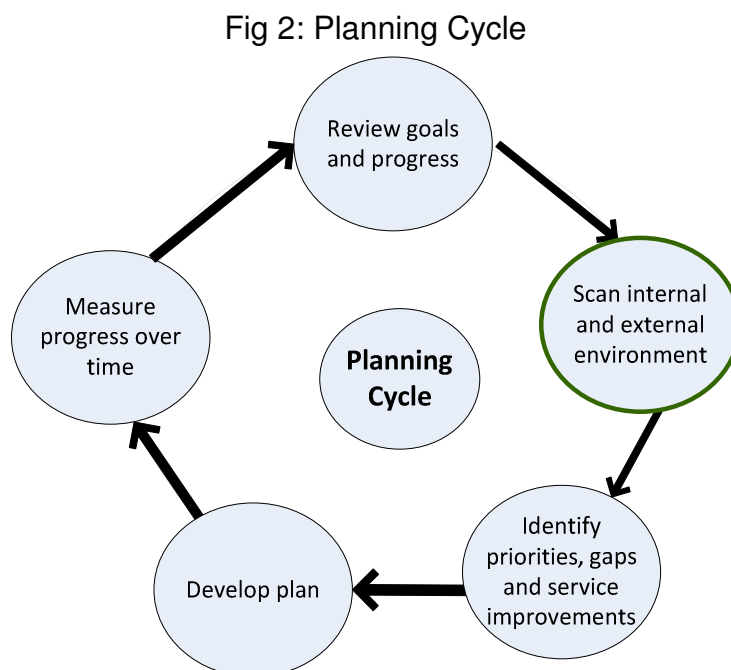 Fig 2: Planning Cycle
Review goals
and progress
Scan internal
and external
environment
Identify
priorities, gaps
and service
improvements
Develop plan
Measure
progress over
time
Planning
Cycle